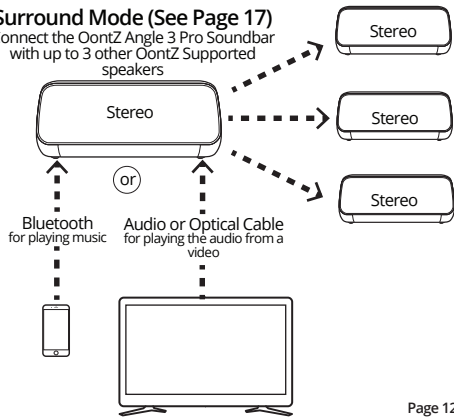 Surround Mode (See Page 17)
Connect the OontZ Angle 3 Pro Soundbar
with up to 3 other OontZ Supported
speakers
Stereo
Stereo
Stereo
Stereo
or
Bluetooth
for playing music
Audio or Optical Cable
for playing the audio from a
video
Page 12